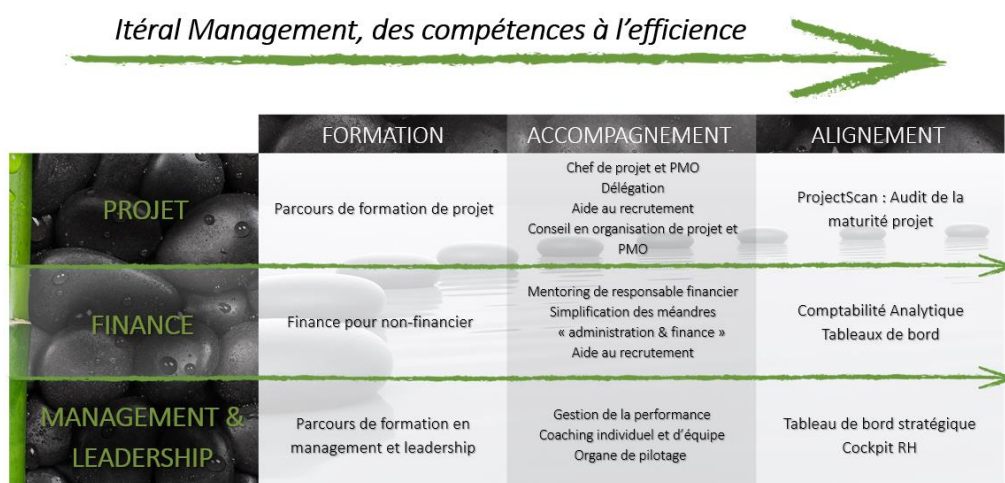 Itéral Management, des compétences à l’efficience
FORMATION
ACCOMPAGNEMENT
ALIGNEMENT
PROJET
Parcours de formation de projet
Chef de projet et PMO
Délégation
Aide au recrutement
Conseil en organisation de projet et
PMO
ProjectScan : Audit de la
maturité projet
FINANCE
Finance pour non-financier
Mentoring de responsable financier
Simplification des méandres
« administration & finance »
Aide au recrutement
Comptabilité Analytique
Tableaux de bord
MANAGEMENT &
LEADERSHIP
Parcours de formation en
management et leadership
Gestion de la performance
Coaching individuel et d’équipe
Organe de pilotage
Tableau de bord stratégique
Cockpit RH